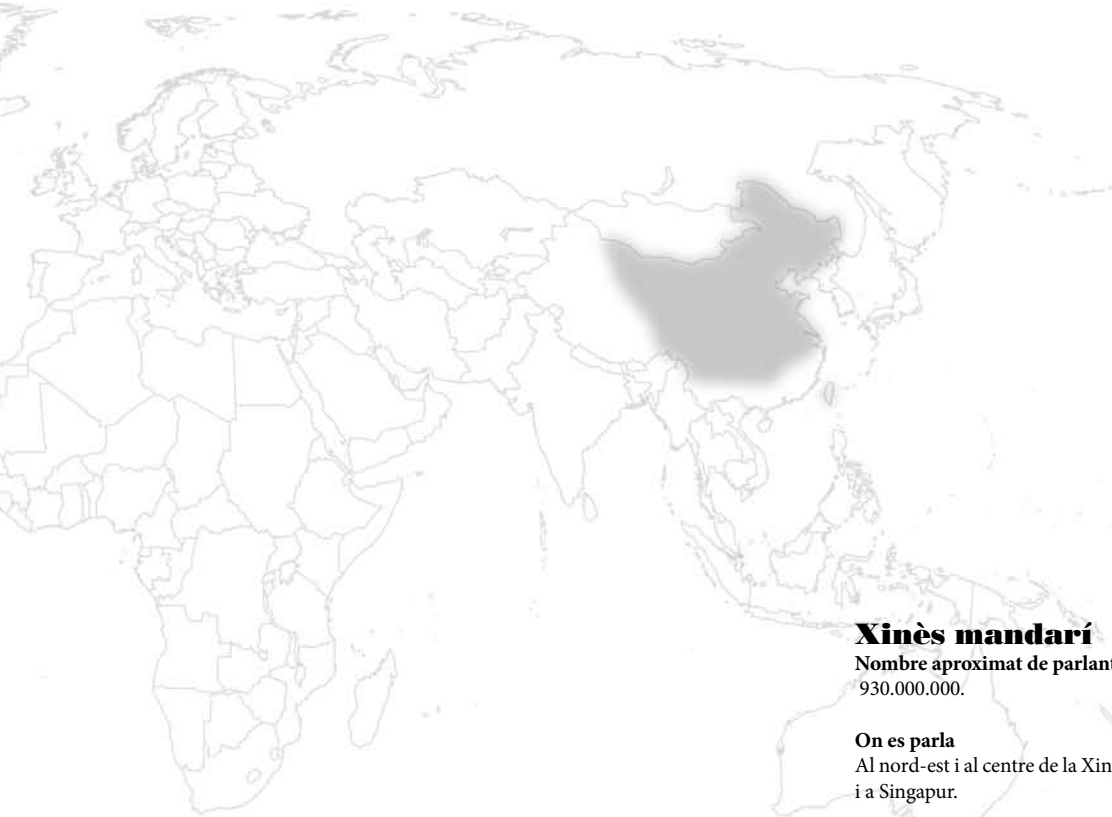 Xinès mandarí
Nombre aproximat de parlant
930.000.000.
On es parla
Al nord-est i al centre de la Xin
i a Singapur.